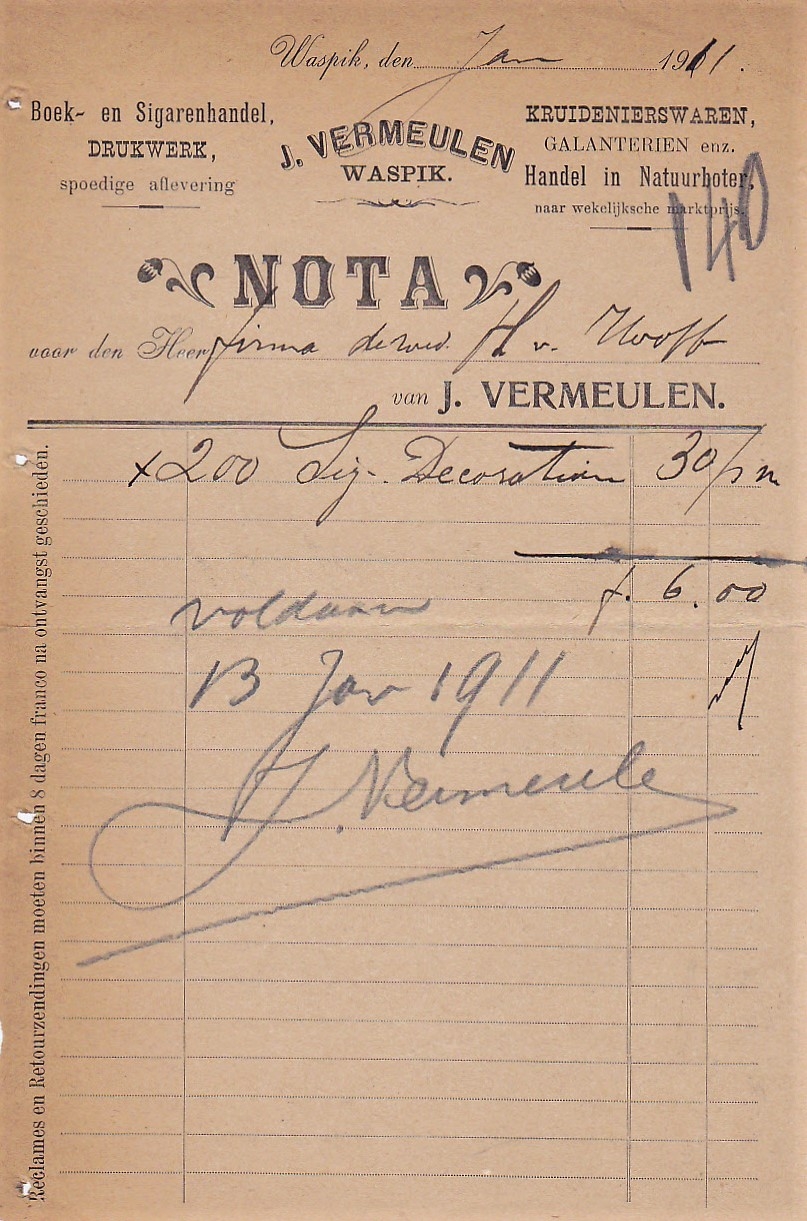 Waspik, den Jan 1911.
Boek- en Sigarenhandel,
DRUKWERK,
spoedige aflevering
J. VERMEULEN
WASPIK.
KRUIDENIERSWAREN,
GALANTERIEN enz.
Handel in Natuurboter,
naar wekelijksche marktprijs.
140
NOTA
voor den Heer firma de wed. H v.
van J. VERMEULEN.
x 200 Sig. Decoration 30/m
f. 6.00
voldaan
13 Jan 1911
J. Vermeule
Reclames en Retourzendingen moeten binnen 8 dagen franco na ontvangst geschieden.